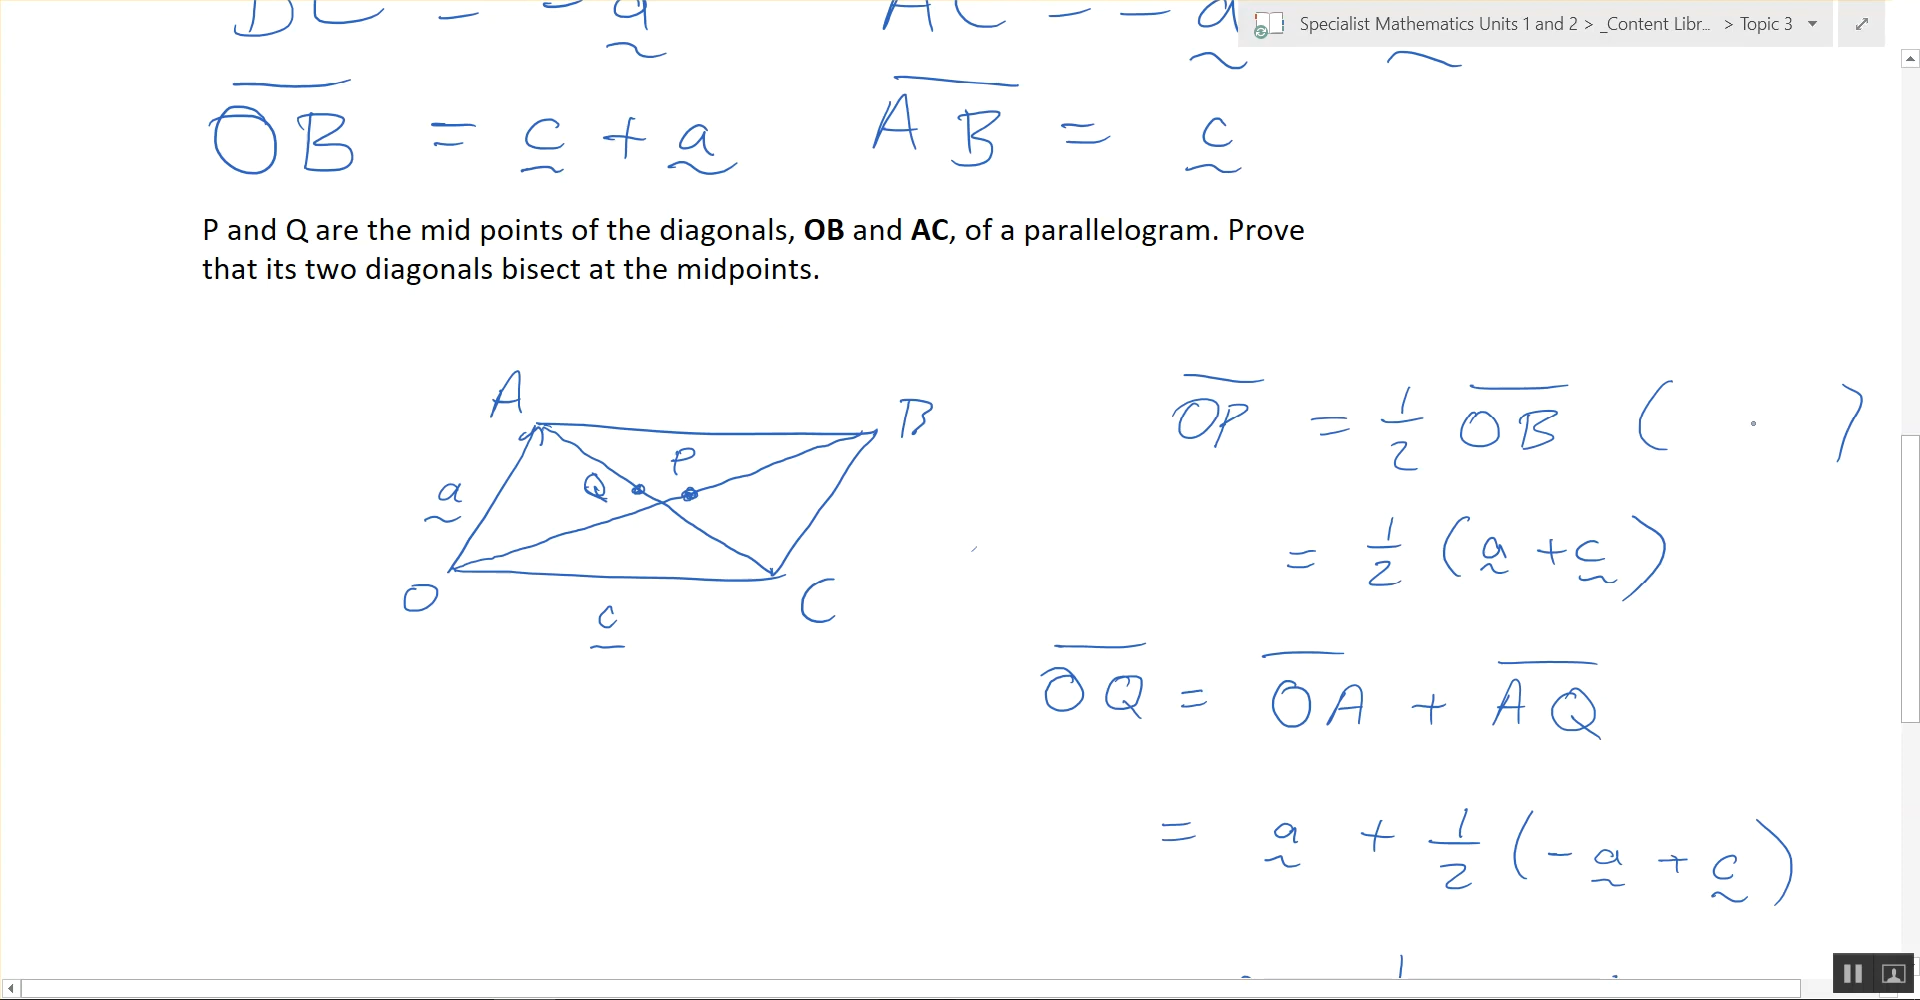 Specialist Mathematics Units 1 and 2 > _Content Libr... > Topic 3
= - a AC = - a
OB = c + a AB = c
P and Q are the mid points of the diagonals, OB and AC, of a parallelogram. Prove
that its two diagonals bisect at the midpoints.
A B
P
Q
a
O C
c
OP = 1/2 OB ( )
= 1/2 (a + c)
OQ = OA + AQ
= a + 1/2 (- a + c)